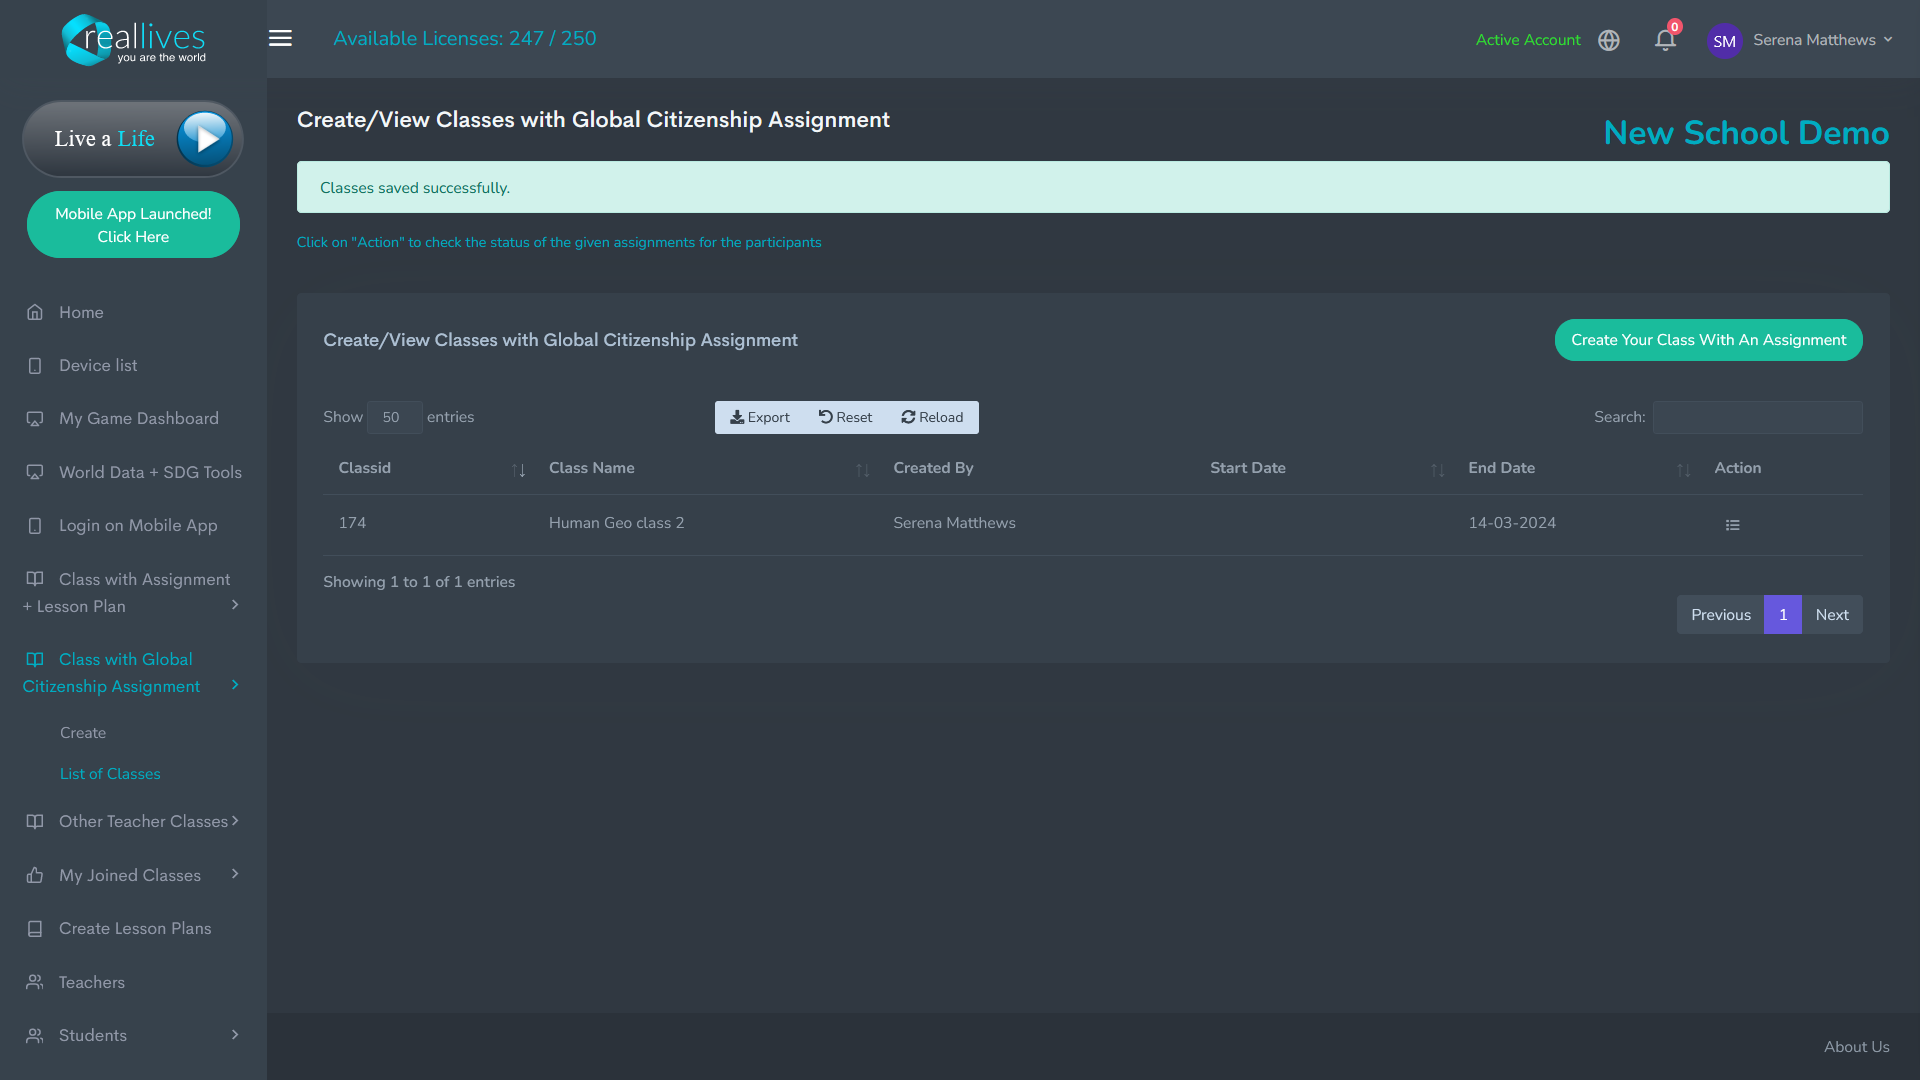 reallives
you are the world
Available Licenses: 247 / 250
Active Account
0
SM
Serena Matthews
Live a Life
Mobile App Launched!
Click Here
Home
Device list
My Game Dashboard
World Data + SDG Tools
Login on Mobile App
Class with Assignment
+ Lesson Plan
Class with Global
Citizenship Assignment
Create
List of Classes
Other Teacher Classes
My Joined Classes
Create Lesson Plans
Teachers
Students
Create/View Classes with Global Citizenship Assignment
New School Demo
Classes saved successfully.
Click on "Action" to check the status of the given assignments for the participants
Create/View Classes with Global Citizenship Assignment
Create Your Class With An Assignment
Show 50 entries
Export Reset Reload
Search:
Classid Class Name Created By Start Date End Date Action
174 Human Geo class 2 Serena Matthews 14-03-2024
Showing 1 to 1 of 1 entries
Previous 1 Next
About Us